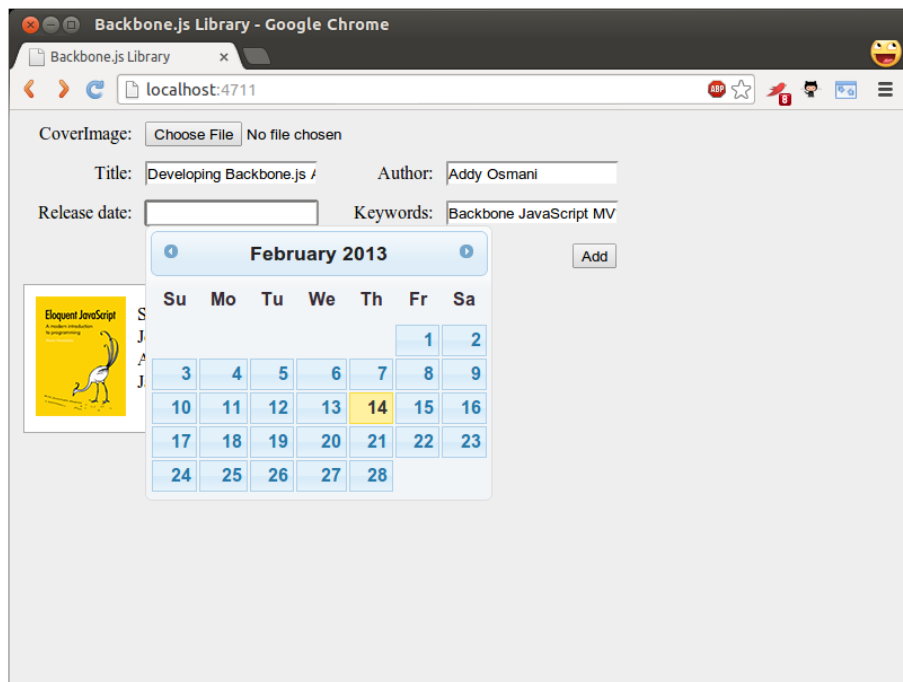 Backbone.js Library - Google Chrome
Backbone.js Library ×
localhost:4711 ABP 8
CoverImage: Choose File No file chosen
Title: Developing Backbone.js A Author: Addy Osmani
Release date: Keywords: Backbone JavaScript MV
February 2013
Add
Su Mo Tu We Th Fr Sa
1 2
3 4 5 6 7 8 9
10 11 12 13 14 15 16
17 18 19 20 21 22 23
24 25 26 27 28
Eloquent JavaScript
A modern introduction
to programming
S
J
A
J